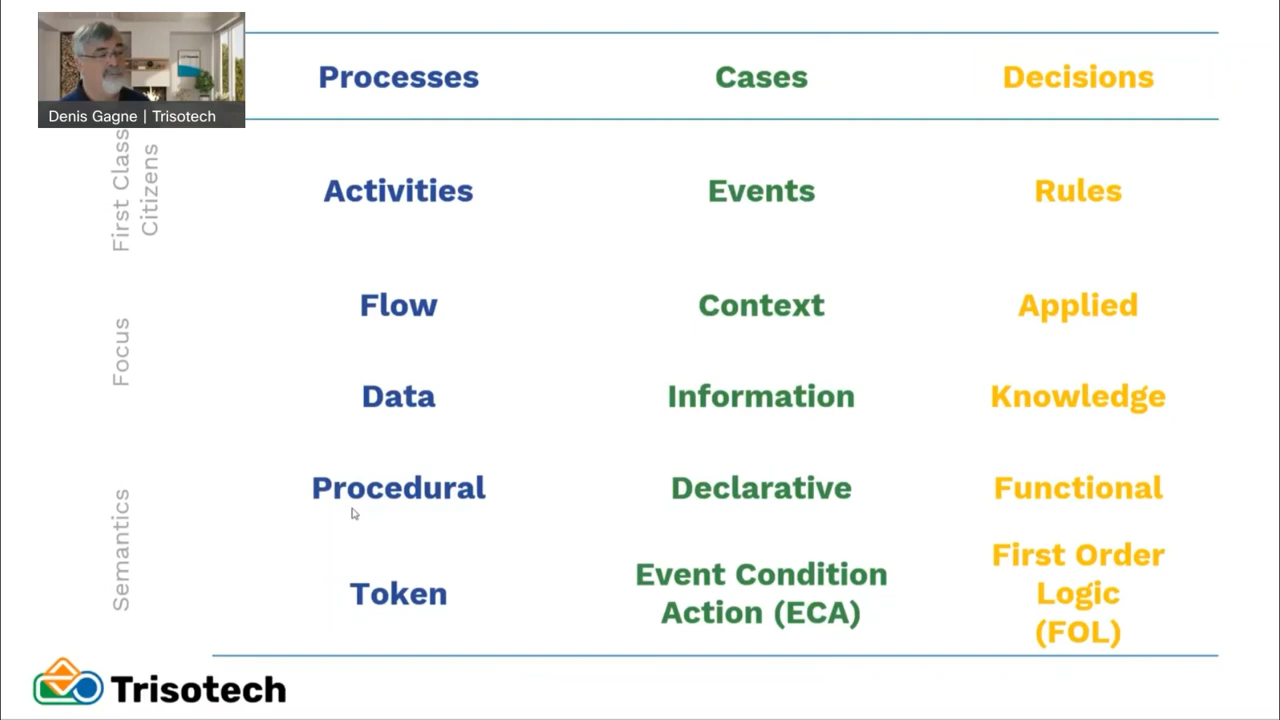 Denis Gagne | Trisotech
Processes
Cases
Decisions
First Class
Citizens
Activities
Events
Rules
Focus
Flow
Context
Applied
Data
Information
Knowledge
Semantics
Procedural
Declarative
Functional
Token
Event Condition
Action (ECA)
First Order
Logic
(FOL)
Trisotech